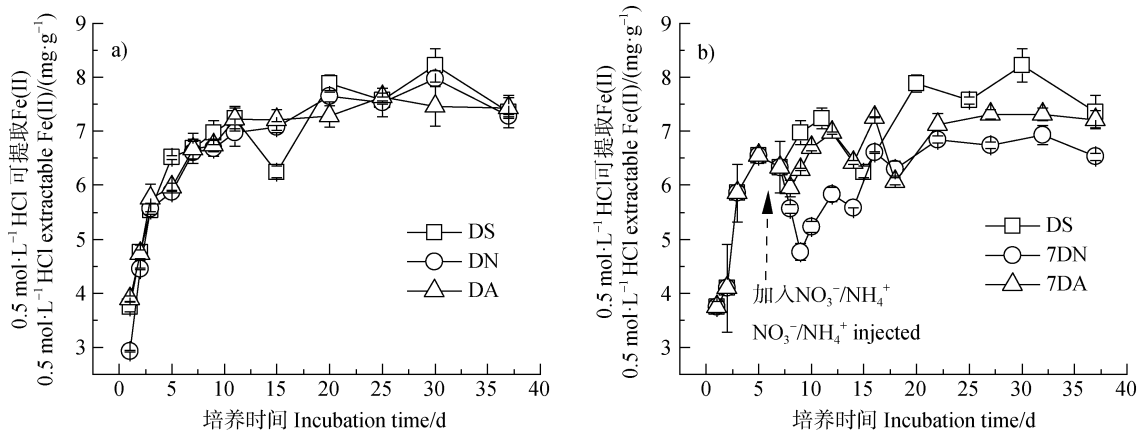 0.5 mol·L⁻¹ HCl 可提取Fe(II)
0.5 mol·L⁻¹ HCl extractable Fe(II)/(mg·g⁻¹)
9
8
7
6
5
4
3
a)
DS
DN
DA
0 5 10 15 20 25 30 35 40
培养时间 Incubation time/d
0.5 mol·L⁻¹ HCl可提取Fe(II)
0.5 mol·L⁻¹ HCl extractable Fe(II)/(mg·g⁻¹)
9
8
7
6
5
4
3
b)
DS
7DN
7DA
加入NO₃⁻/NH₄⁺
NO₃⁻/NH₄⁺ injected
0 5 10 15 20 25 30 35 40
培养时间 Incubation time/d